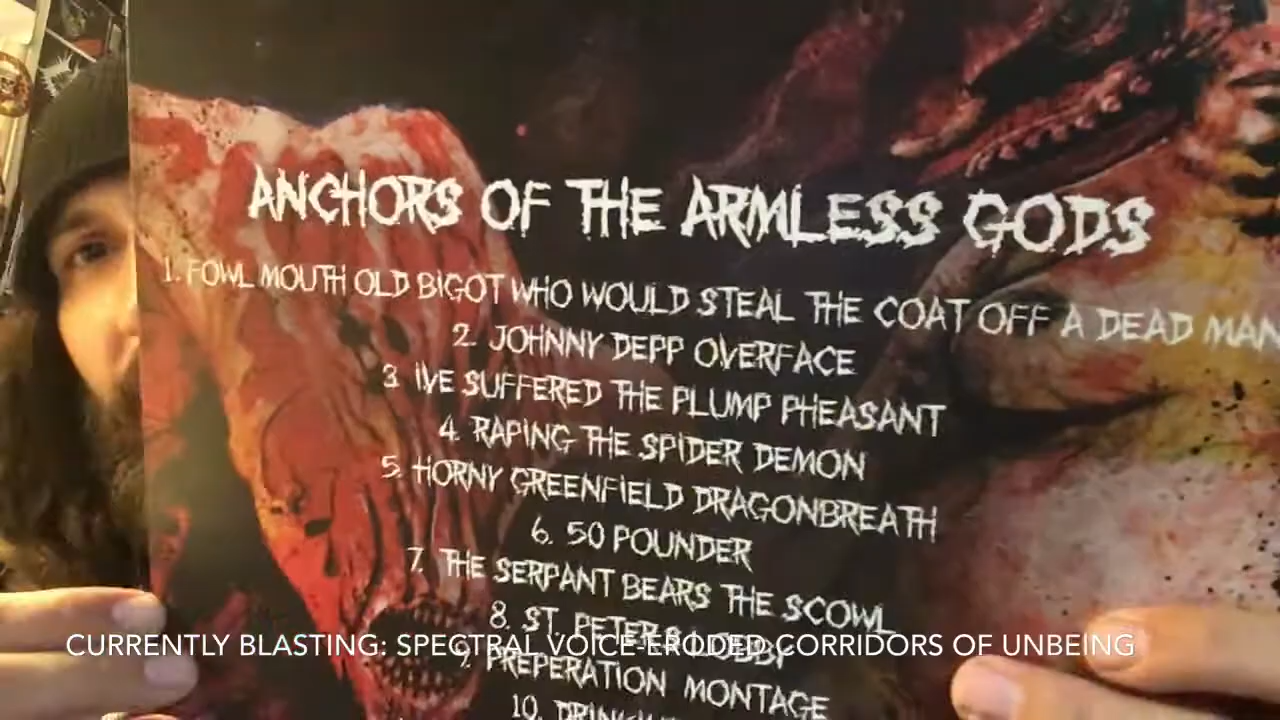 ANCHORS OF THE ARMLESS GODS
1. FOWL MOUTH OLD BIGOT WHO WOULD STEAL THE COAT OFF A DEAD MAN
2. JOHNNY DEPP OVERFACE
3 IVE SUFFERED THE PLUMP PHEASANT
4. RAPING THE SPIDER DEMON
5. HORNY GREENFIELD DRAGONBREATH
6. 50 POUNDER
7. THE SERPANT BEARS THE SCOWL
8. ST. PETERS LOBBY
CURRENTLY BLASTING: SPECTRAL VOICE-ERODED CORRIDORS OF UNBEING
9. PREPERATION MONTAGE
10.